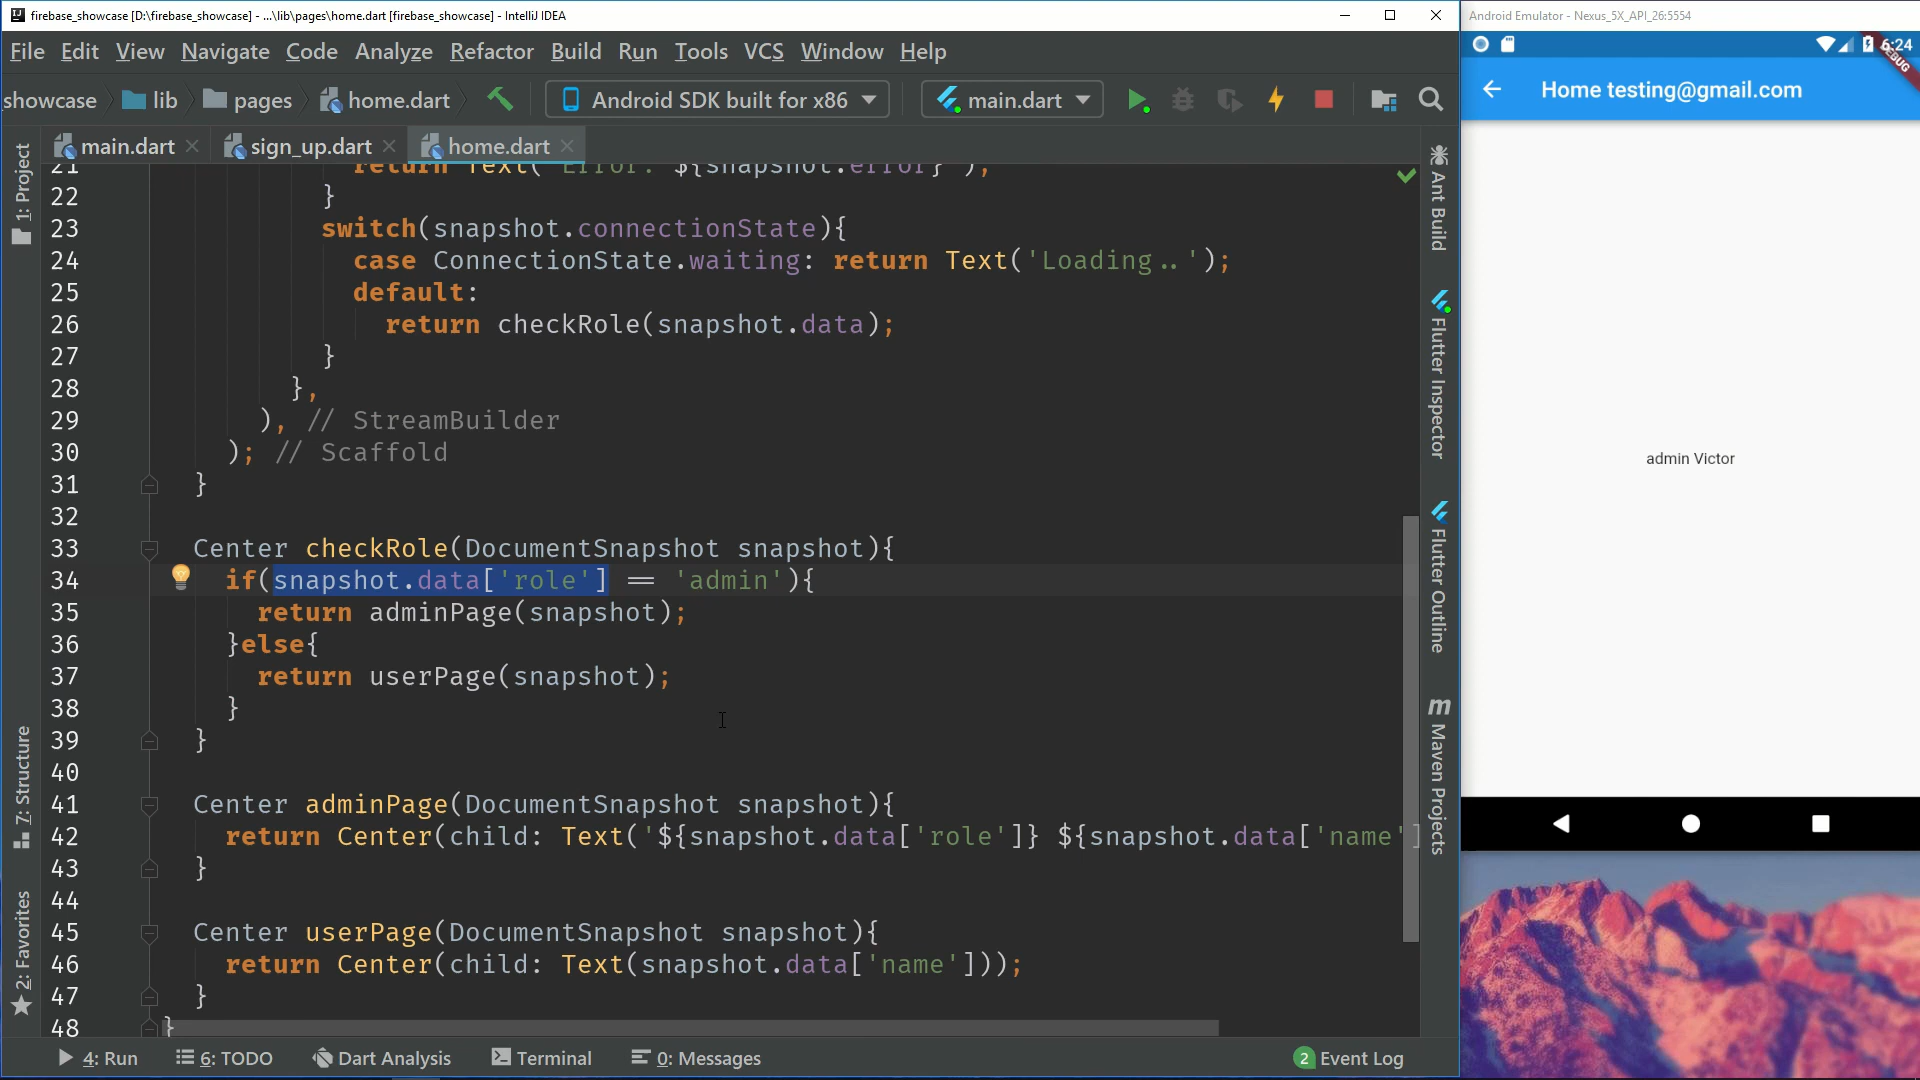 firebase_showcase [D:\firebase_showcase] - ...\lib\pages\home.dart [firebase_showcase] - IntelliJ IDEA
File Edit View Navigate Code Analyze Refactor Build Run Tools VCS Window Help
showcase lib pages home.dart Android SDK built for x86 main.dart
main.dart sign_up.dart home.dart
21 return Text('Error: ${snapshot.error}');
22 }
23 switch(snapshot.connectionState){
24 case ConnectionState.waiting: return Text('Loading..');
25 default:
26 return checkRole(snapshot.data);
27 }
28 },
29 ), // StreamBuilder
30 ); // Scaffold
31 }
32
33 Center checkRole(DocumentSnapshot snapshot){
34 if(snapshot.data['role'] == 'admin'){
35 return adminPage(snapshot);
36 }else{
37 return userPage(snapshot);
38 }
39 }
40
41 Center adminPage(DocumentSnapshot snapshot){
42 return Center(child: Text('${snapshot.data['role']} ${snapshot.data['name']
43 }
44
45 Center userPage(DocumentSnapshot snapshot){
46 return Center(child: Text(snapshot.data['name']));
47 }
48 }
1: Project
7: Structure
2: Favorites
Ant Build
Flutter Inspector
Flutter Outline
m Maven Projects
4: Run 6: TODO Dart Analysis Terminal 0: Messages 2 Event Log
Android Emulator - Nexus_5X_API_26:5554
6:24
DEBUG
Home testing@gmail.com
admin Victor